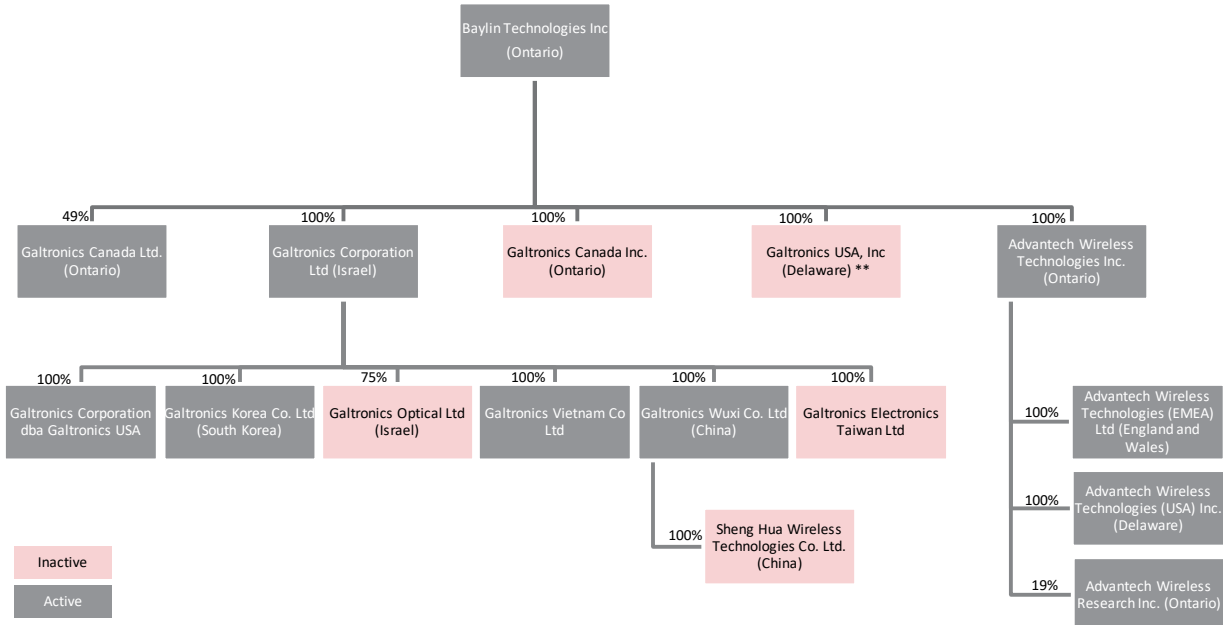 Baylin Technologies Inc
(Ontario)
49%
100%
100%
100%
100%
Galtronics Canada Ltd.
(Ontario)
Galtronics Corporation
Ltd (Israel)
Galtronics Canada Inc.
(Ontario)
Galtronics USA, Inc
(Delaware) **
Advantech Wireless
Technologies Inc.
(Ontario)
100%
100%
75%
100%
100%
100%
Galtronics Corporation
dba Galtronics USA
Galtronics Korea Co. Ltd
(South Korea)
Galtronics Optical Ltd
(Israel)
Galtronics Vietnam Co
Ltd
Galtronics Wuxi Co. Ltd
(China)
Galtronics Electronics
Taiwan Ltd
100%
Advantech Wireless
Technologies (EMEA)
Ltd (England and
Wales)
100%
Advantech Wireless
Technologies (USA) Inc.
(Delaware)
100%
Sheng Hua Wireless
Technologies Co. Ltd.
(China)
19%
Advantech Wireless
Research Inc. (Ontario)
Inactive
Active